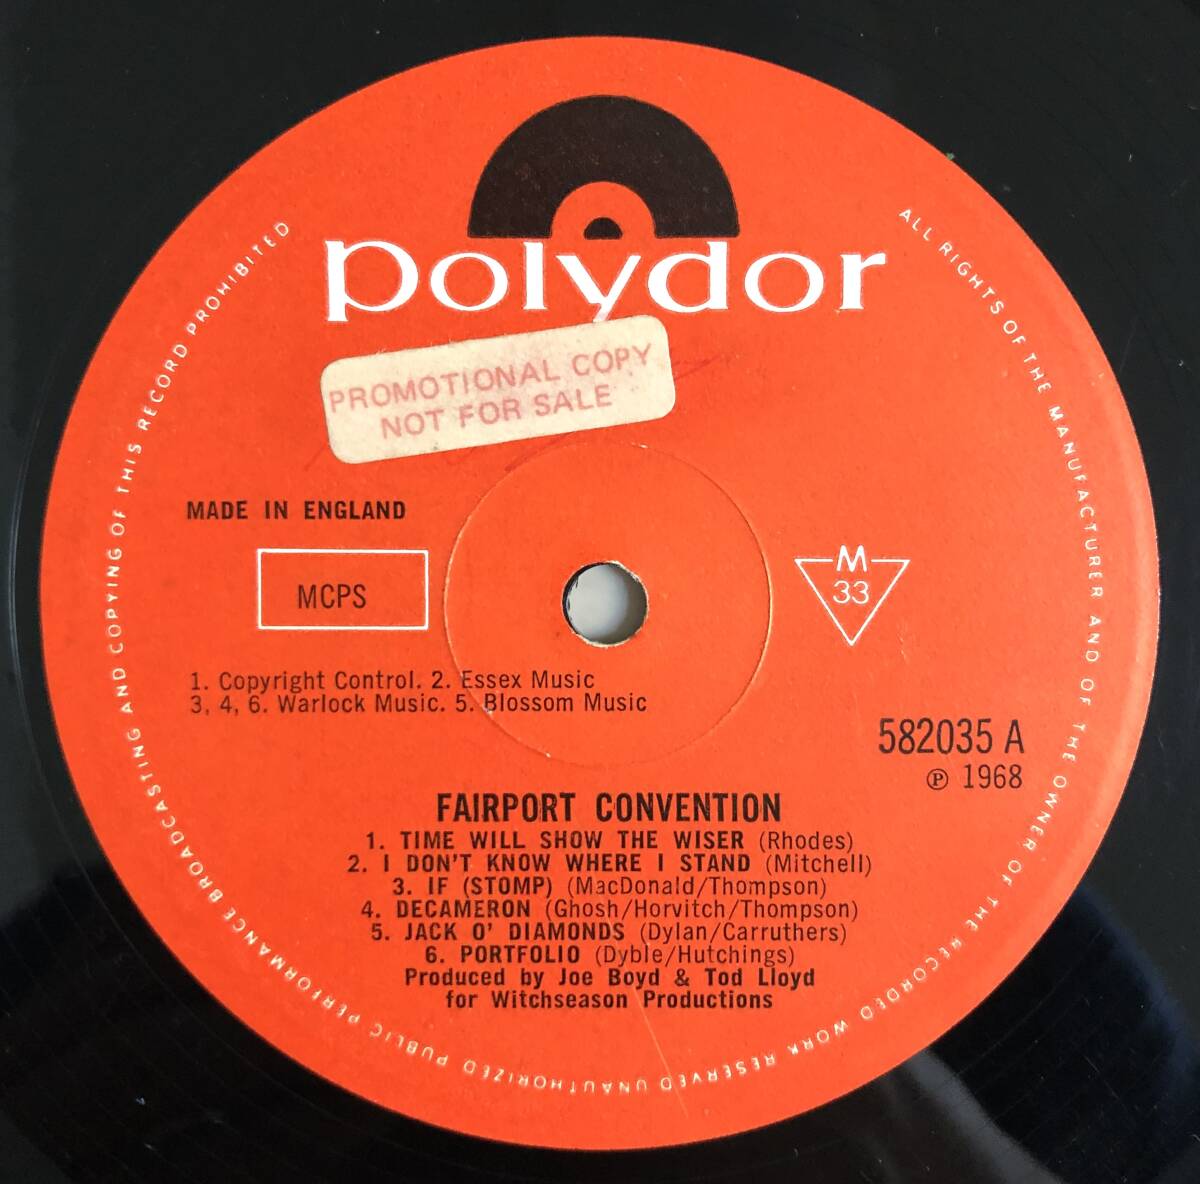 polydor
PROMOTIONAL COPY
NOT FOR SALE
MADE IN ENGLAND
MCPS
M
33
1. Copyright Control. 2. Essex Music
3, 4, 6. Warlock Music. 5. Blossom Music
582035 A
℗ 1968
FAIRPORT CONVENTION
1. TIME WILL SHOW THE WISER (Rhodes)
2. I DON'T KNOW WHERE I STAND (Mitchell)
3. IF (STOMP) (MacDonald/Thompson)
4. DECAMERON (Ghosh/Horvitch/Thompson)
5. JACK O' DIAMONDS (Dylan/Carruthers)
6. PORTFOLIO (Dyble/Hutchings)
Produced by Joe Boyd & Tod Lloyd
for Witchseason Productions
ALL RIGHTS OF THE MANUFACTURER AND OF THE OWNER OF THE RECORDED WORK RESERVED UNAUTHORIZED PUBLIC PERFORMANCE BROADCASTING AND COPYING OF THIS RECORD PROHIBITED